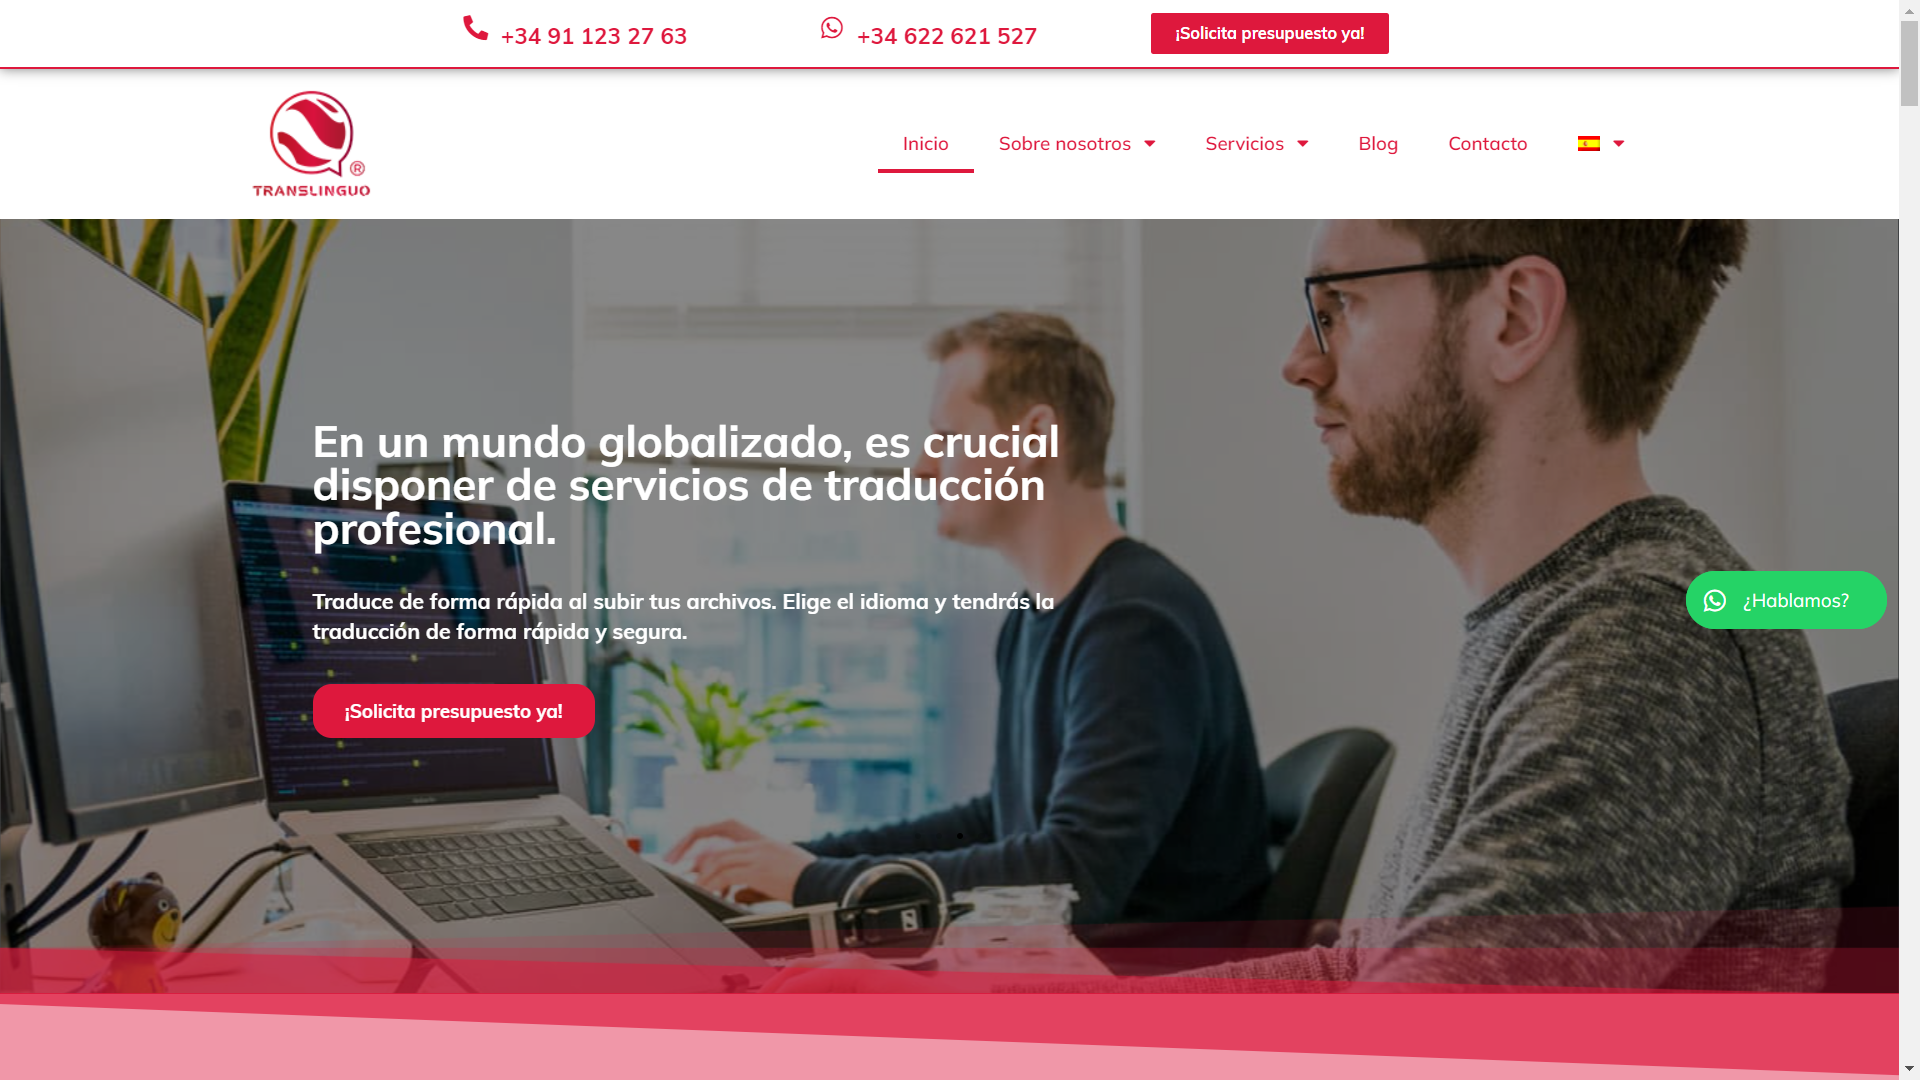 +34 91 123 27 63
+34 622 621 527
¡Solicita presupuesto ya!
TRANSLINGUO
®
Inicio
Sobre nosotros
Servicios
Blog
Contacto
En un mundo globalizado, es crucial
disponer de servicios de traducción
profesional.
Traduce de forma rápida al subir tus archivos. Elige el idioma y tendrás la
traducción de forma rápida y segura.
¡Solicita presupuesto ya!
¿Hablamos?